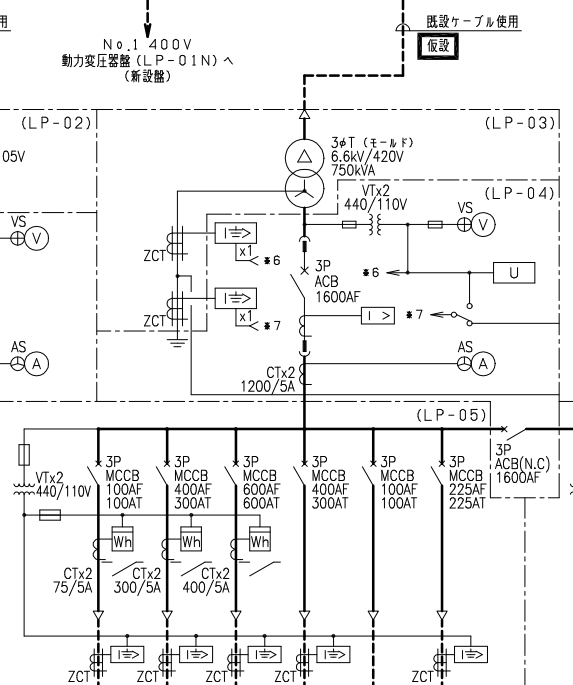 用
No.1 400V
動力変圧器盤(LP-01N)へ
(新設盤)
既設ケーブル使用
仮設
(LP-02)
(LP-03)
05V
3φT (モールド)
6.6kV/420V
750kVA
(LP-04)
VTx2
440/110V
VS
V
VS
V
ZCT
I≐>
x1
※6
3P
ACB
1600AF
※6
U
ZCT
I≐>
x1
※7
I >
※7
AS
A
AS
A
CTx2
1200/5A
(LP-05)
3P
ACB(N.C)
1600AF
VTx2
440/110V
3P
MCCB
100AF
100AT
3P
MCCB
400AF
300AT
3P
MCCB
600AF
600AT
3P
MCCB
400AF
300AT
3P
MCCB
100AF
100AT
3P
MCCB
225AF
225AT
Wh
Wh
Wh
CTx2
75/5A
CTx2
300/5A
CTx2
400/5A
I≐>
I≐>
I≐>
I≐>
I≐>
ZCT
ZCT
ZCT
ZCT
ZCT